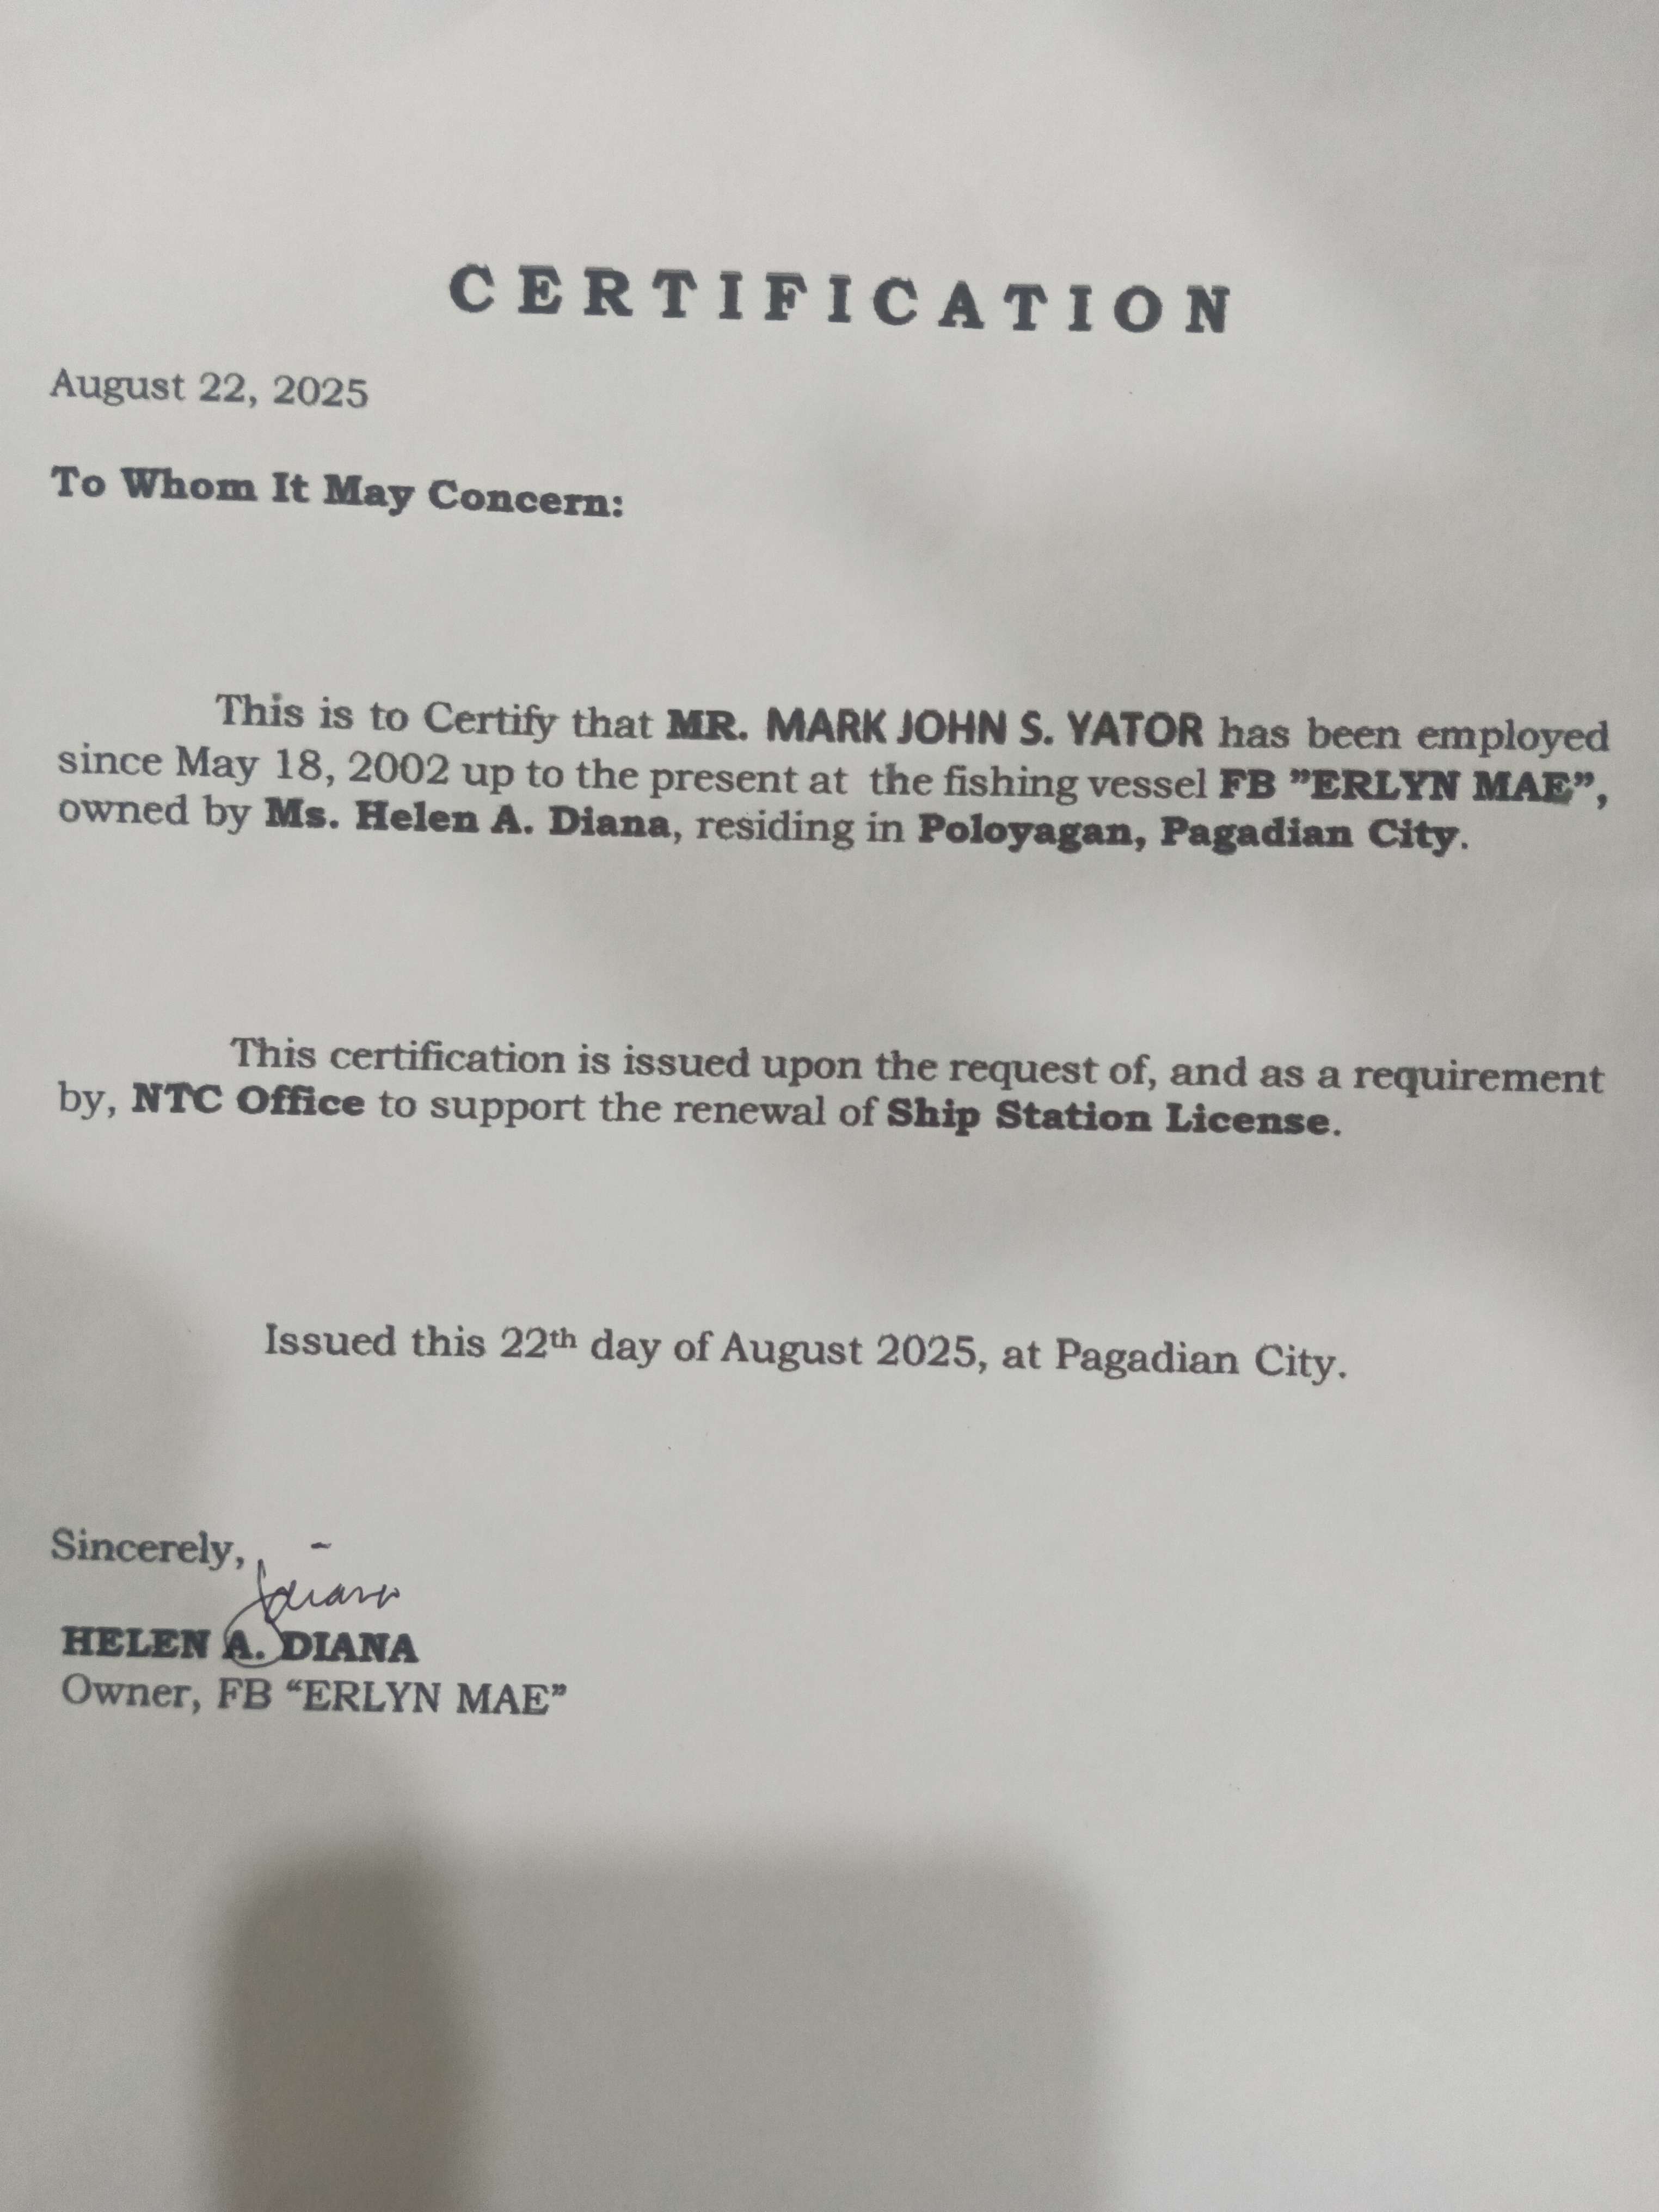 CERTIFICATION
August 22, 2025
To Whom It May Concern:
This is to Certify that MR. MARK JOHN S. YATOR has been employed
since May 18, 2002 up to the present at the fishing vessel FB ”ERLYN MAE”,
owned by Ms. Helen A. Diana, residing in Poloyagan, Pagadian City.
This certification is issued upon the request of, and as a requirement
by, NTC Office to support the renewal of Ship Station License.
Issued this 22th day of August 2025, at Pagadian City.
Sincerely,
HELEN A. DIANA
Owner, FB “ERLYN MAE”